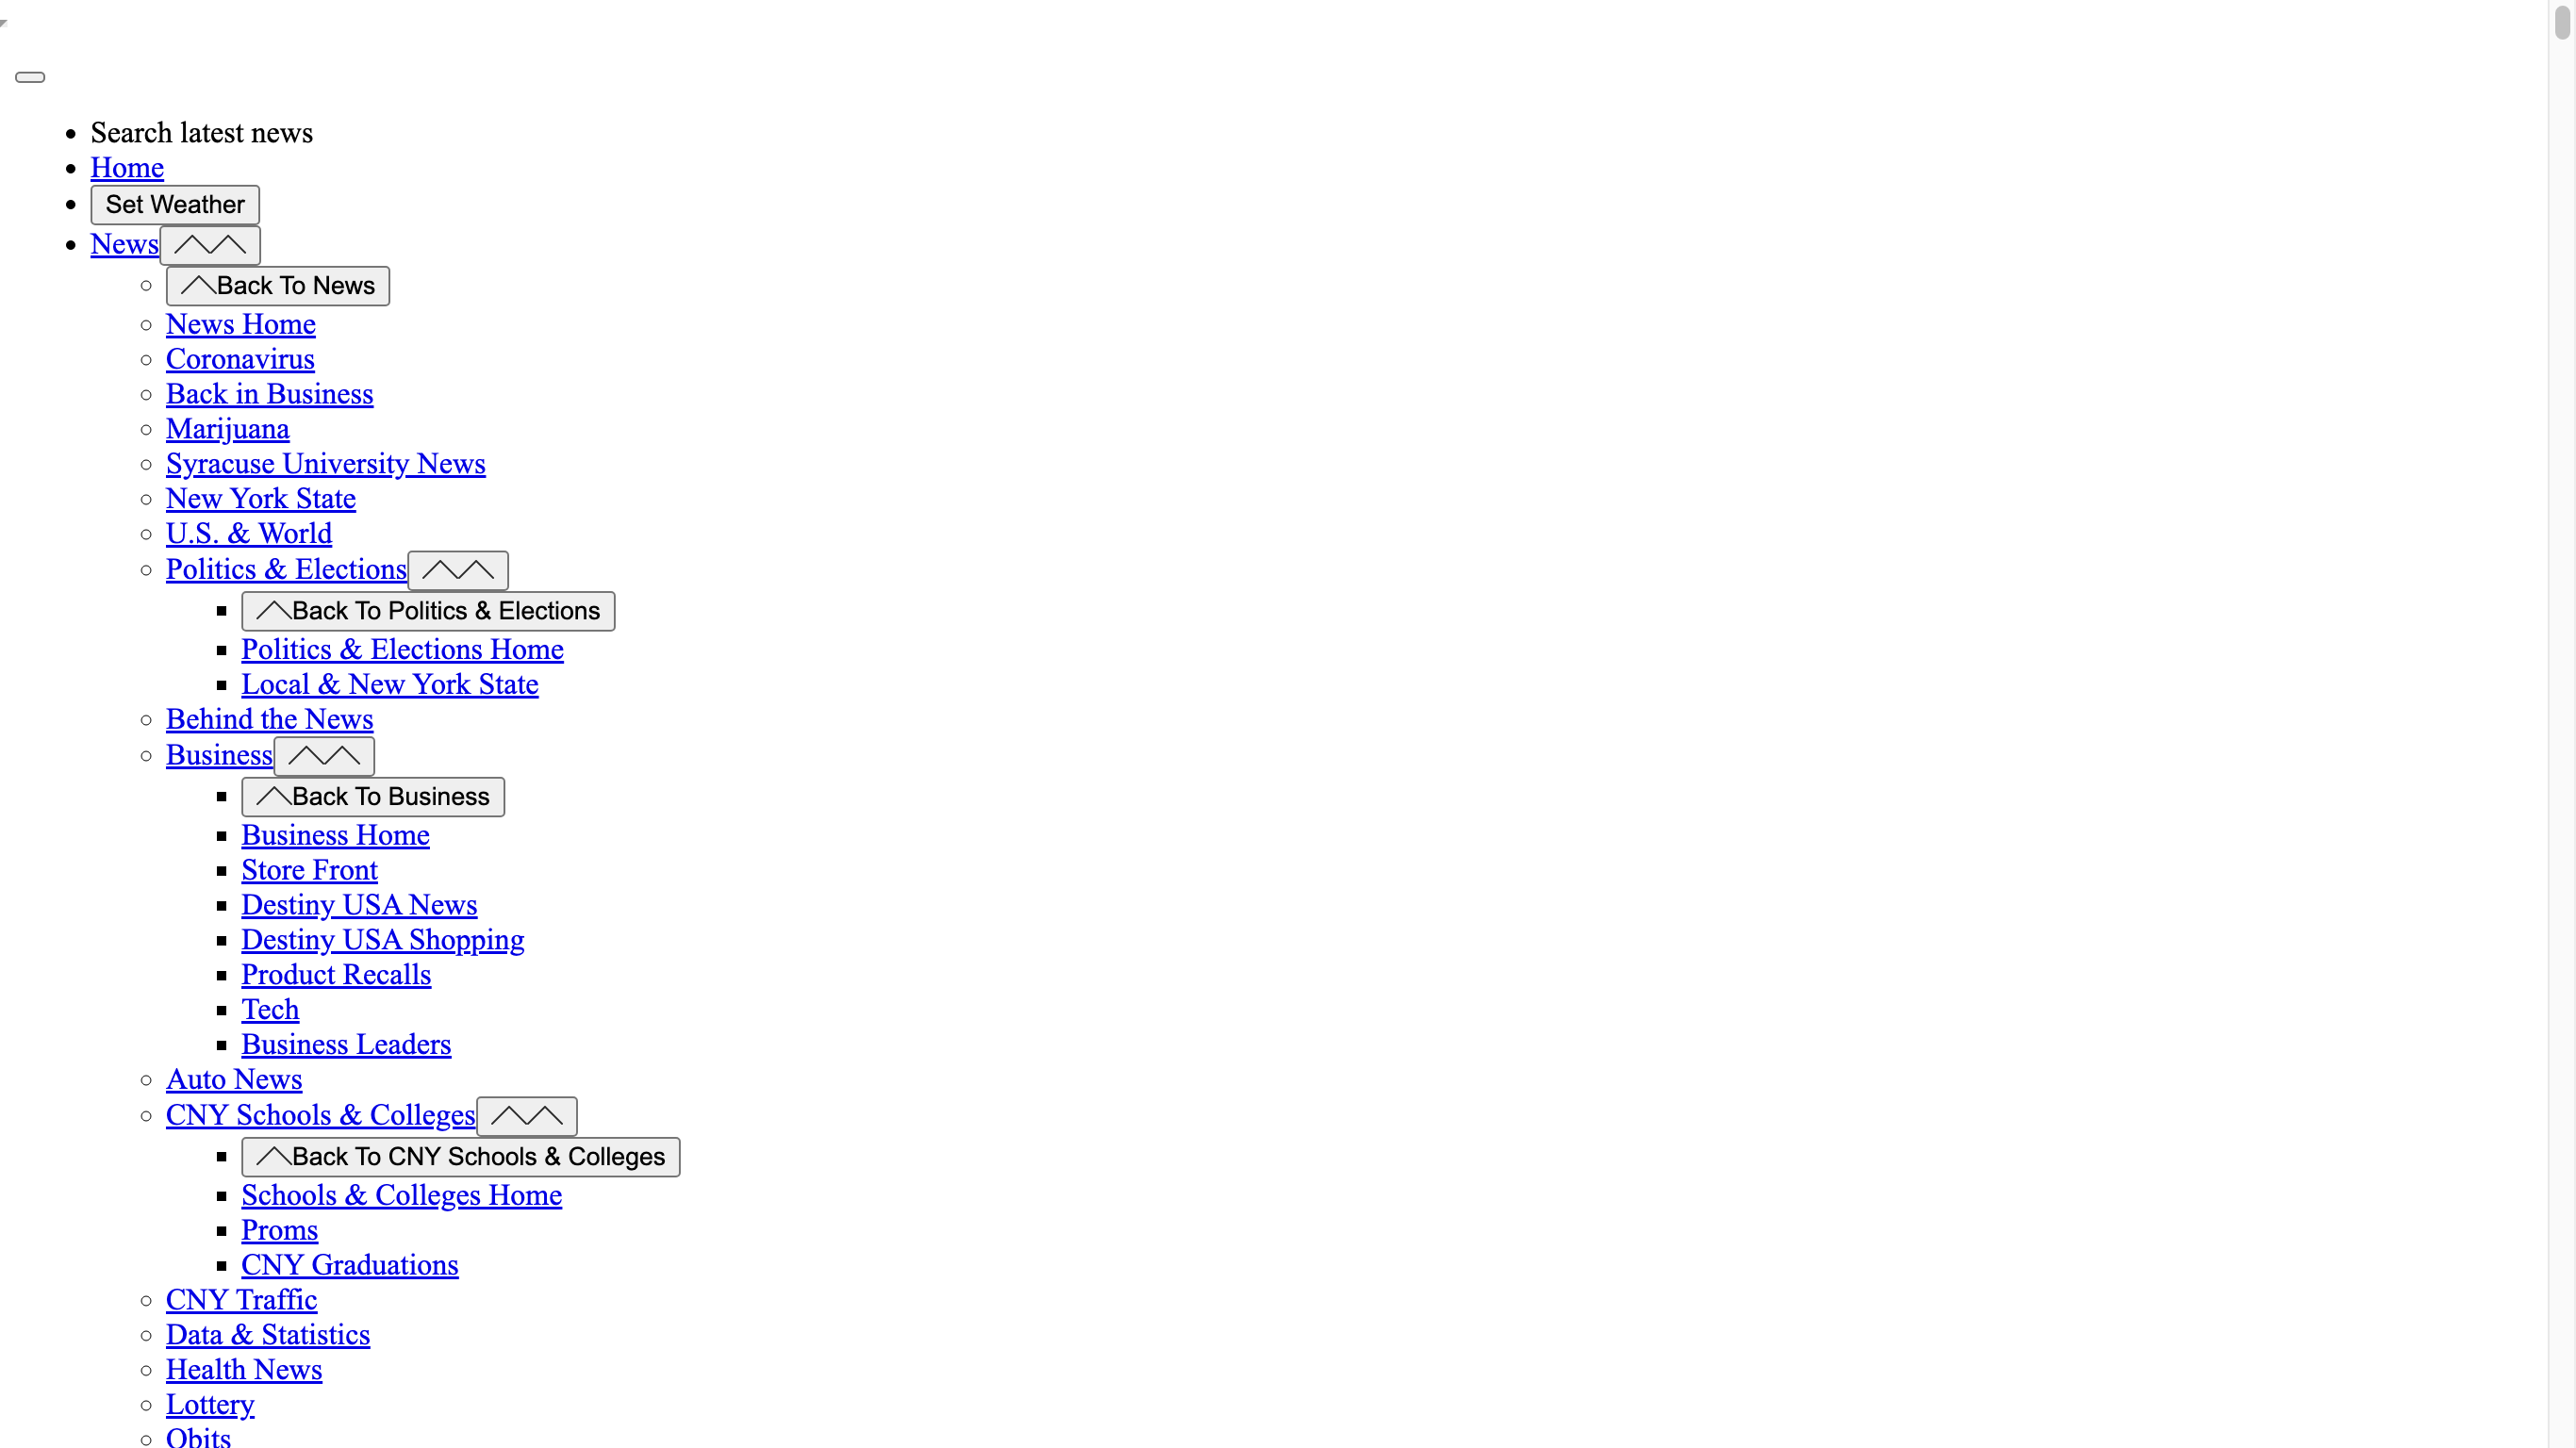 Search latest news
Home
Set Weather
News
Back To News
News Home
Coronavirus
Back in Business
Marijuana
Syracuse University News
New York State
U.S. & World
Politics & Elections
Back To Politics & Elections
Politics & Elections Home
Local & New York State
Behind the News
Business
Back To Business
Business Home
Store Front
Destiny USA News
Destiny USA Shopping
Product Recalls
Tech
Business Leaders
Auto News
CNY Schools & Colleges
Back To CNY Schools & Colleges
Schools & Colleges Home
Proms
CNY Graduations
CNY Traffic
Data & Statistics
Health News
Lottery
Obits